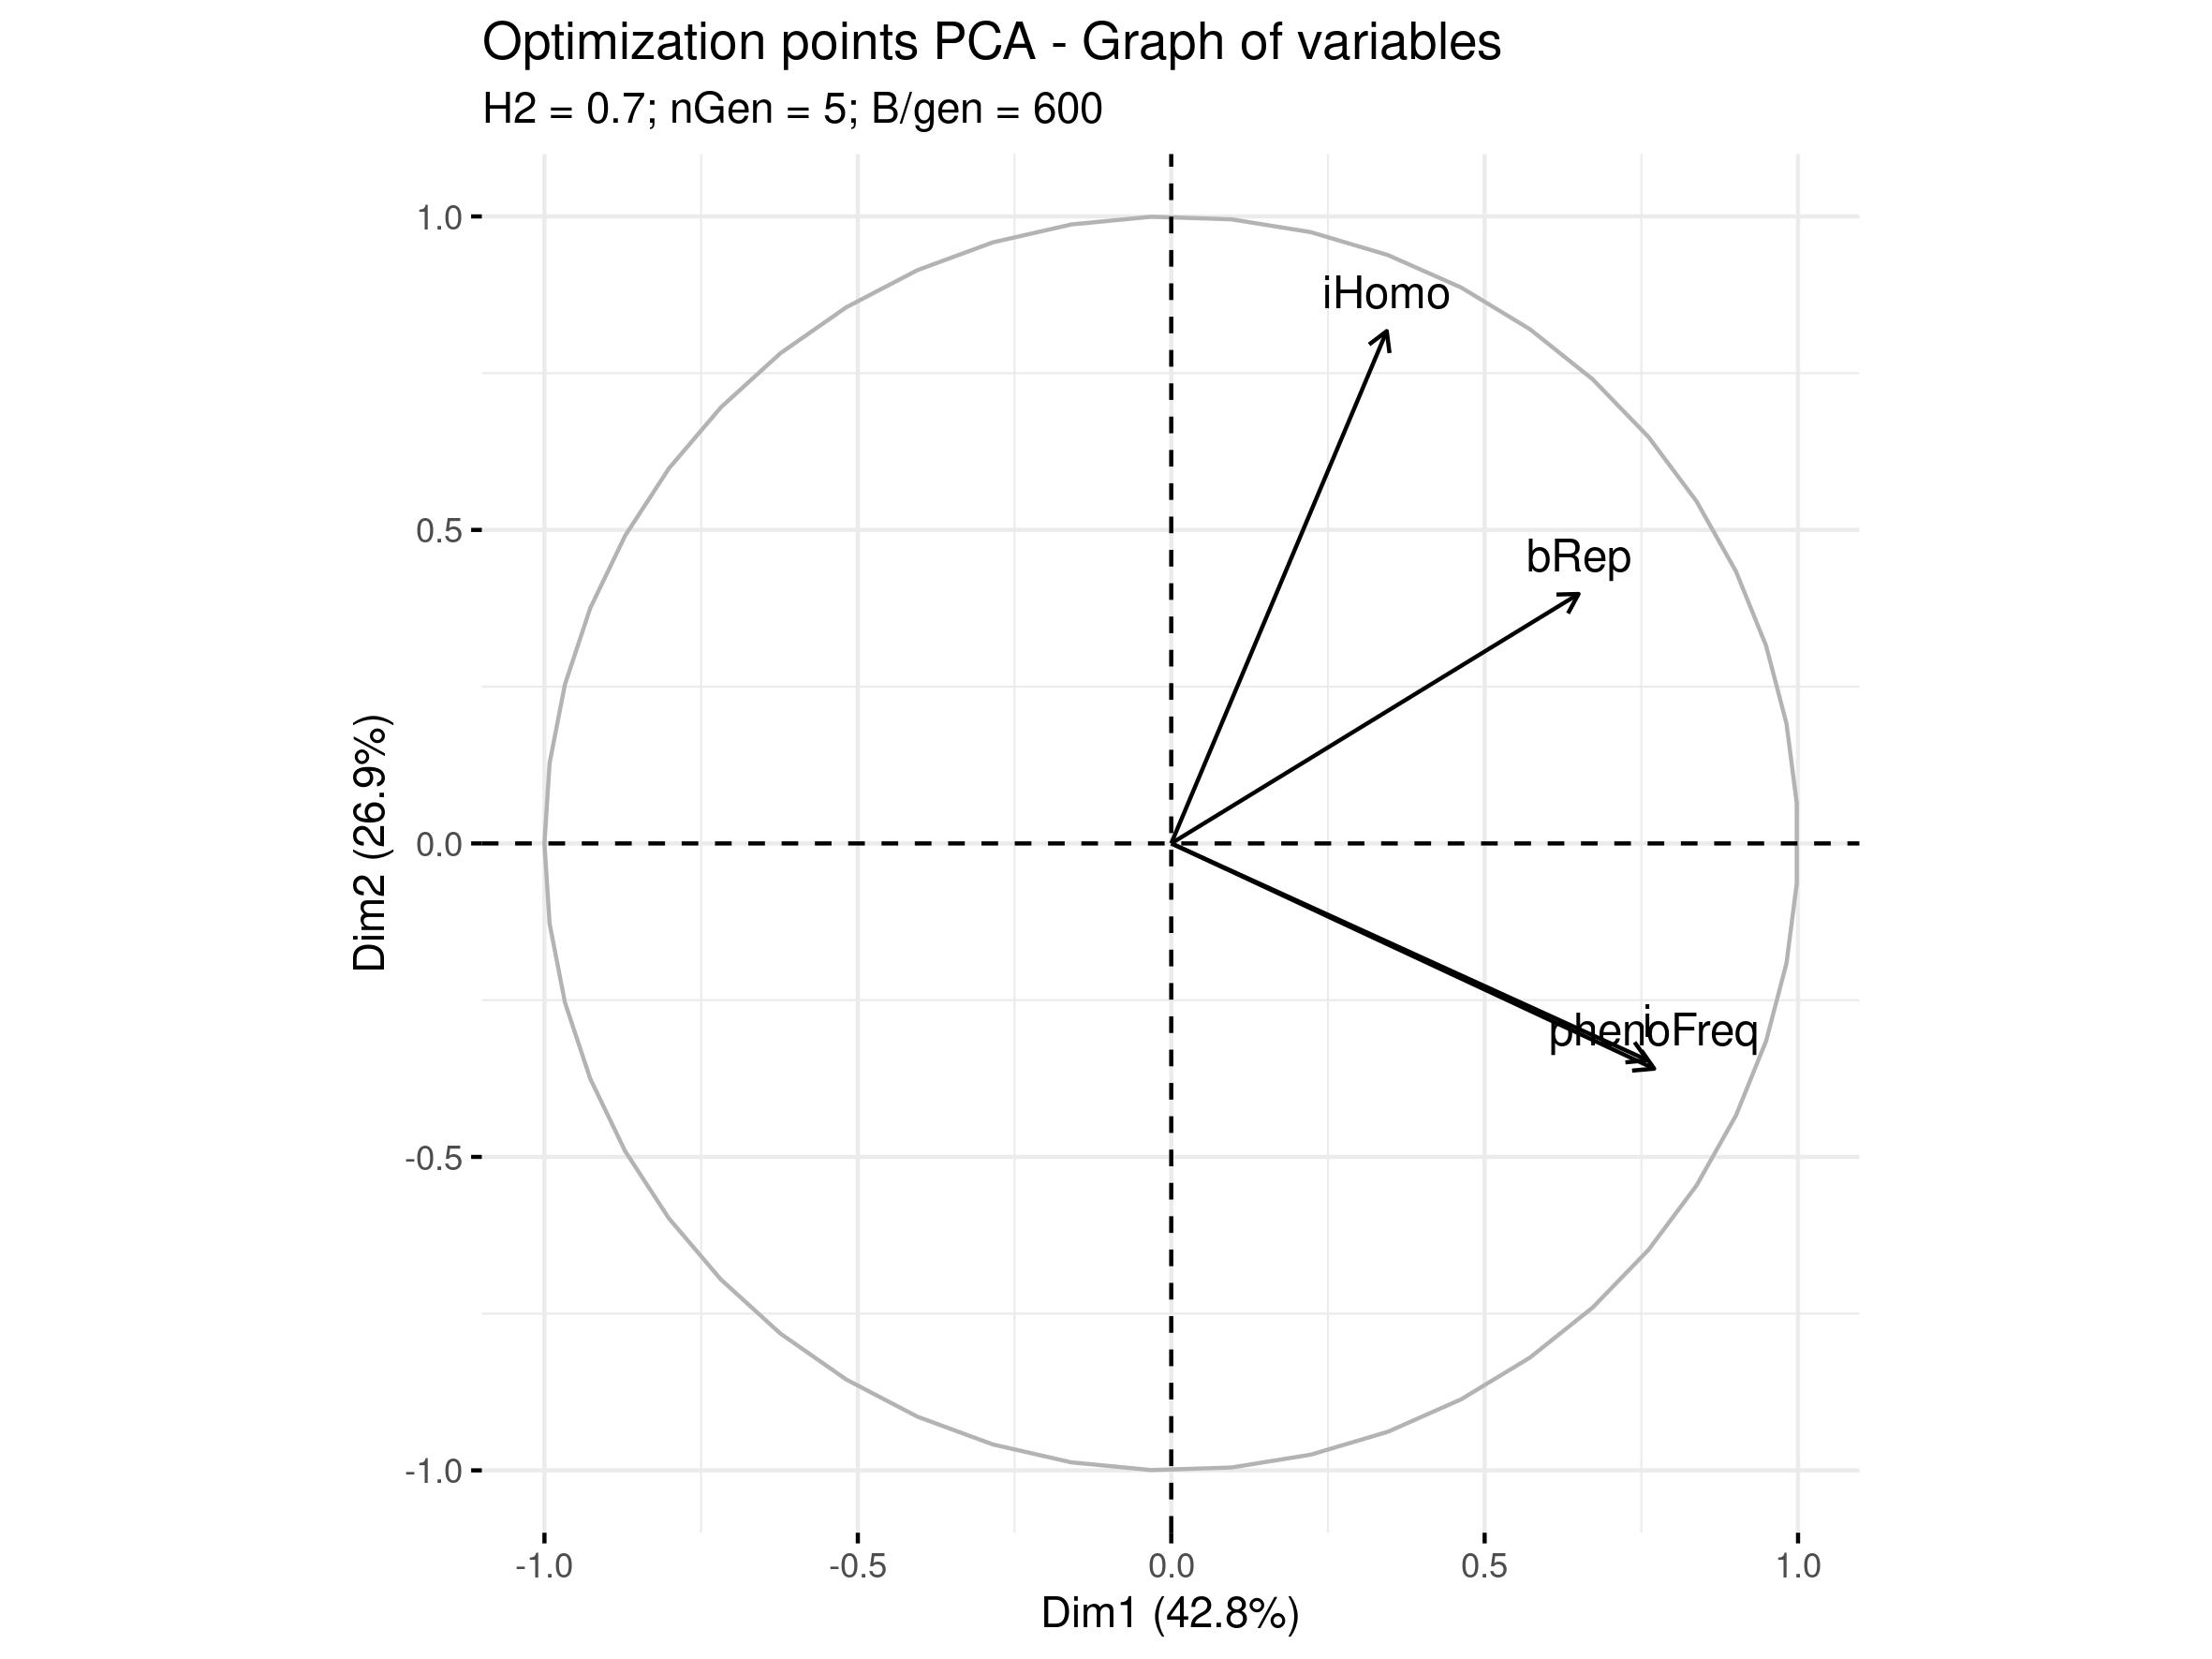 Optimization points PCA - Graph of variables
H2 = 0.7; nGen = 5; B/gen = 600
1.0
iHomo
0.5
bRep
Dim2 (26.9%)
0.0
i
phenoFreq
-0.5
-1.0
-1.0 -0.5 0.0 0.5 1.0
Dim1 (42.8%)